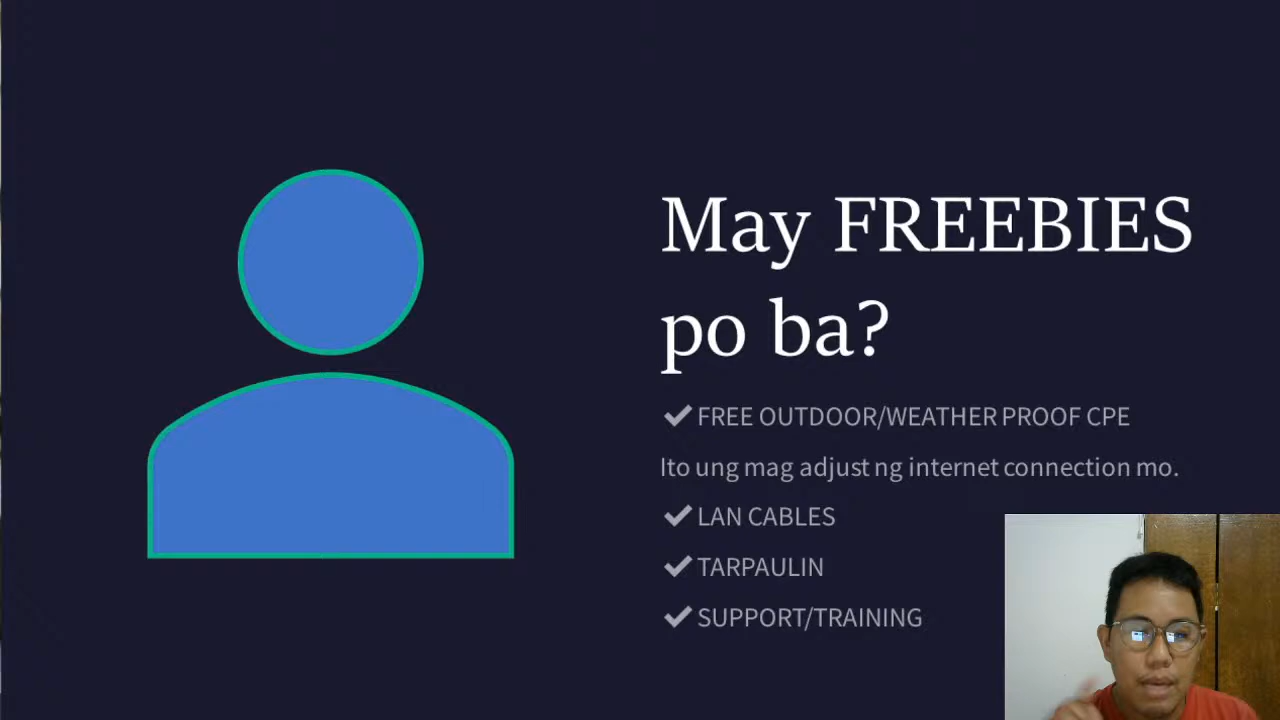 May FREEBIES
po ba?
✔ FREE OUTDOOR/WEATHER PROOF CPE
Ito ung mag adjust ng internet connection mo.
✔ LAN CABLES
✔ TARPAULIN
✔ SUPPORT/TRAINING